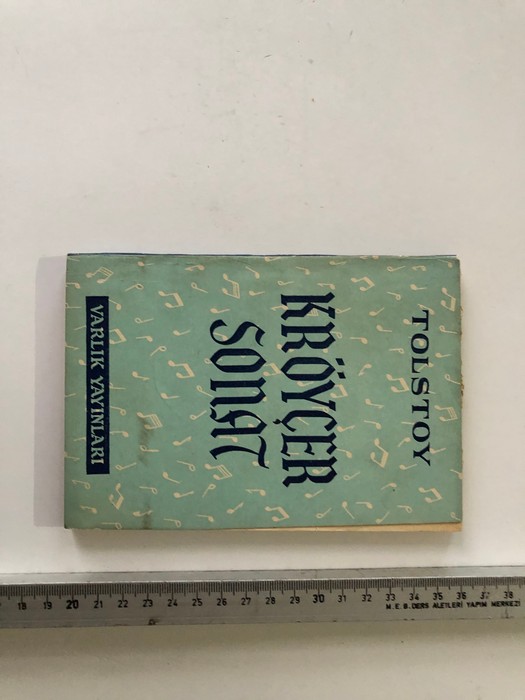 TOLSTOY
KRÖYÇER
SONAT
VARLIK YAYINLARI
18 19 20 21 22 23 24 25 26 27 28 29 30 31 32 33 34 35 36 37 38
M.E.B. DERS ALETLERİ YAPIM MERKEZİ